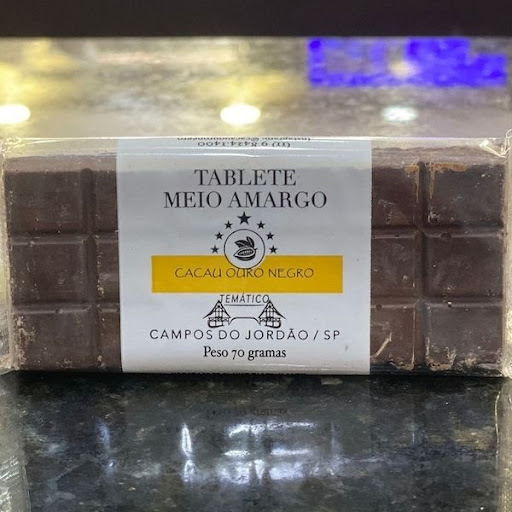 TABLETE
MEIO AMARGO
CACAU OURO NEGRO
TEMÁTICO
CAMPOS DO JORDÃO / SP
Peso 70 gramas